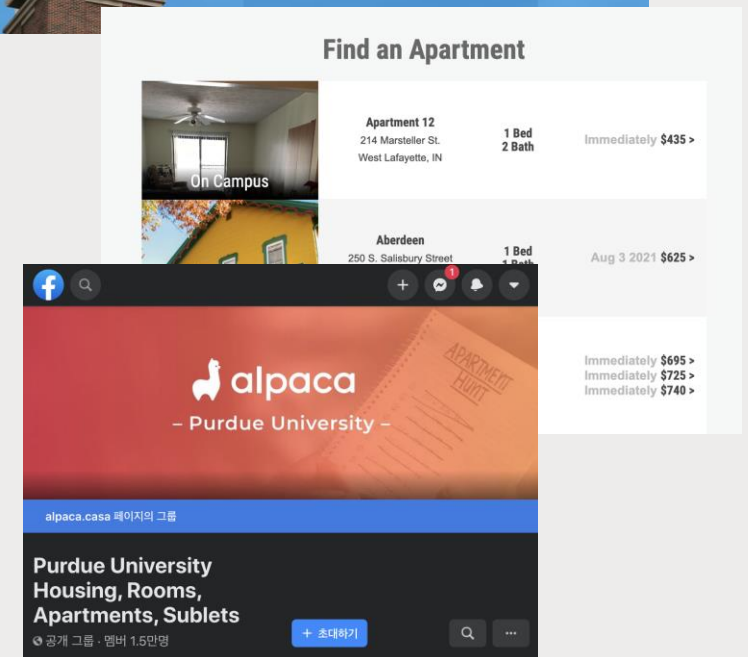 Find an Apartment
On Campus
Apartment 12
214 Marsteller St.
West Lafayette, IN
1 Bed
2 Bath
Immediately $435 >
Aberdeen
250 S. Salisbury Street
1 Bed
1 Bath
Aug 3 2021 $625 >
Immediately $695 >
Immediately $725 >
Immediately $740 >
1
alpaca
– Purdue University –
APARTMENT
HUNT
alpaca.casa 페이지의 그룹
Purdue University
Housing, Rooms,
Apartments, Sublets
공개 그룹 · 멤버 1.5만명
+ 초대하기